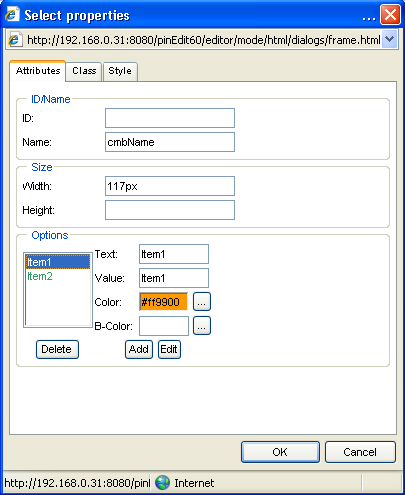 Select properties
http://192.168.0.31:8080/pinEdit60/editor/mode/html/dialogs/frame.html
Attributes Class Style
ID/Name
ID:
Name: cmbName
Size
Width: 117px
Height:
Options
Item1
Item2
Text: Item1
Value: Item1
Color: #ff9900 ...
B-Color: ...
Delete Add Edit
OK Cancel
http://192.168.0.31:8080/pinl Internet